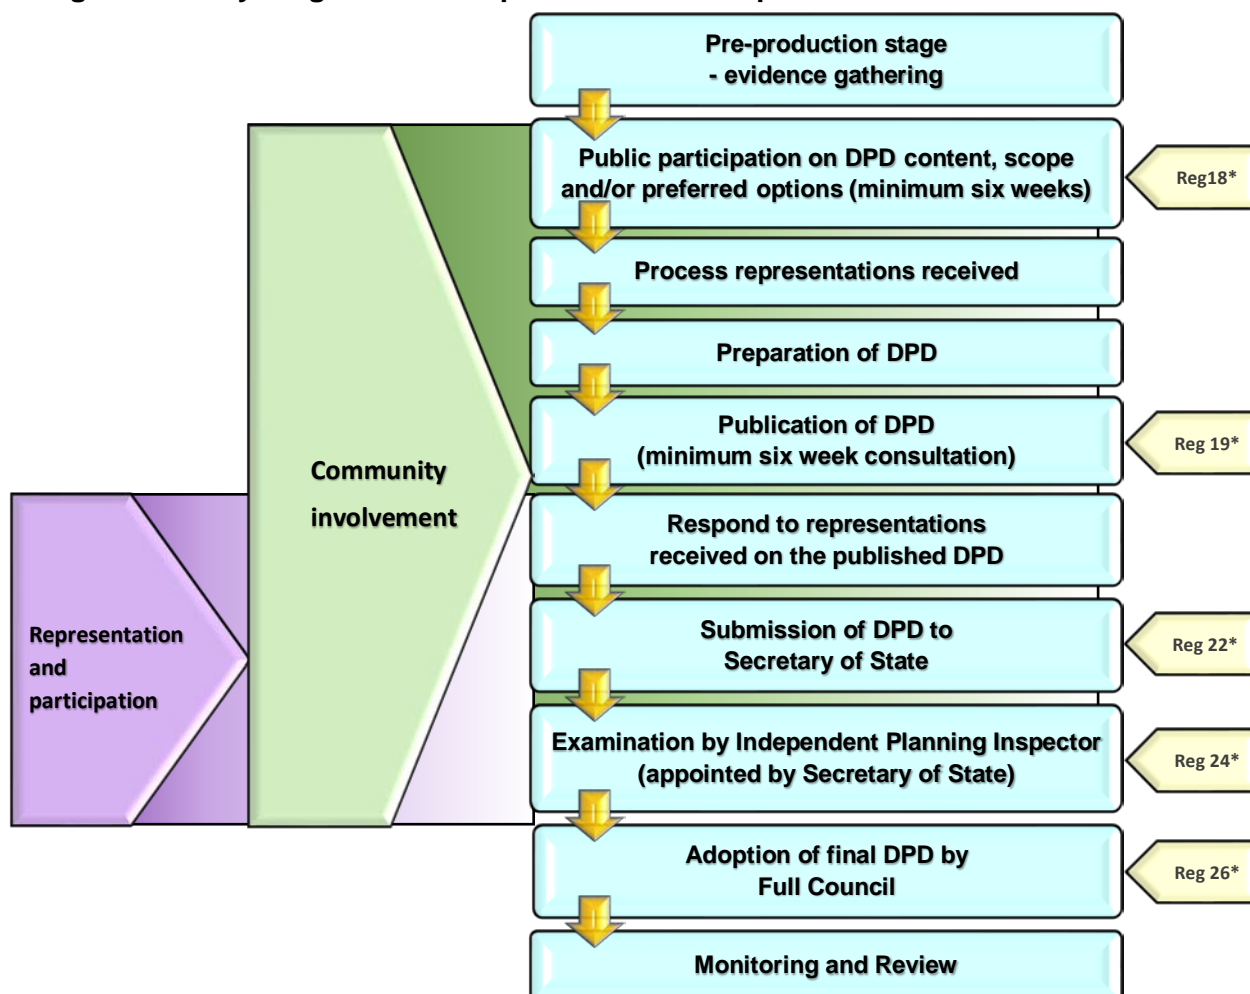 Pre-production stage
- evidence gathering
Public participation on DPD content, scope
and/or preferred options (minimum six weeks)
Reg18*
Process representations received
Preparation of DPD
Publication of DPD
(minimum six week consultation)
Reg 19*
Community
involvement
Respond to representations
received on the published DPD
Representation
and
participation
Submission of DPD to
Secretary of State
Reg 22*
Examination by Independent Planning Inspector
(appointed by Secretary of State)
Reg 24*
Adoption of final DPD by
Full Council
Reg 26*
Monitoring and Review